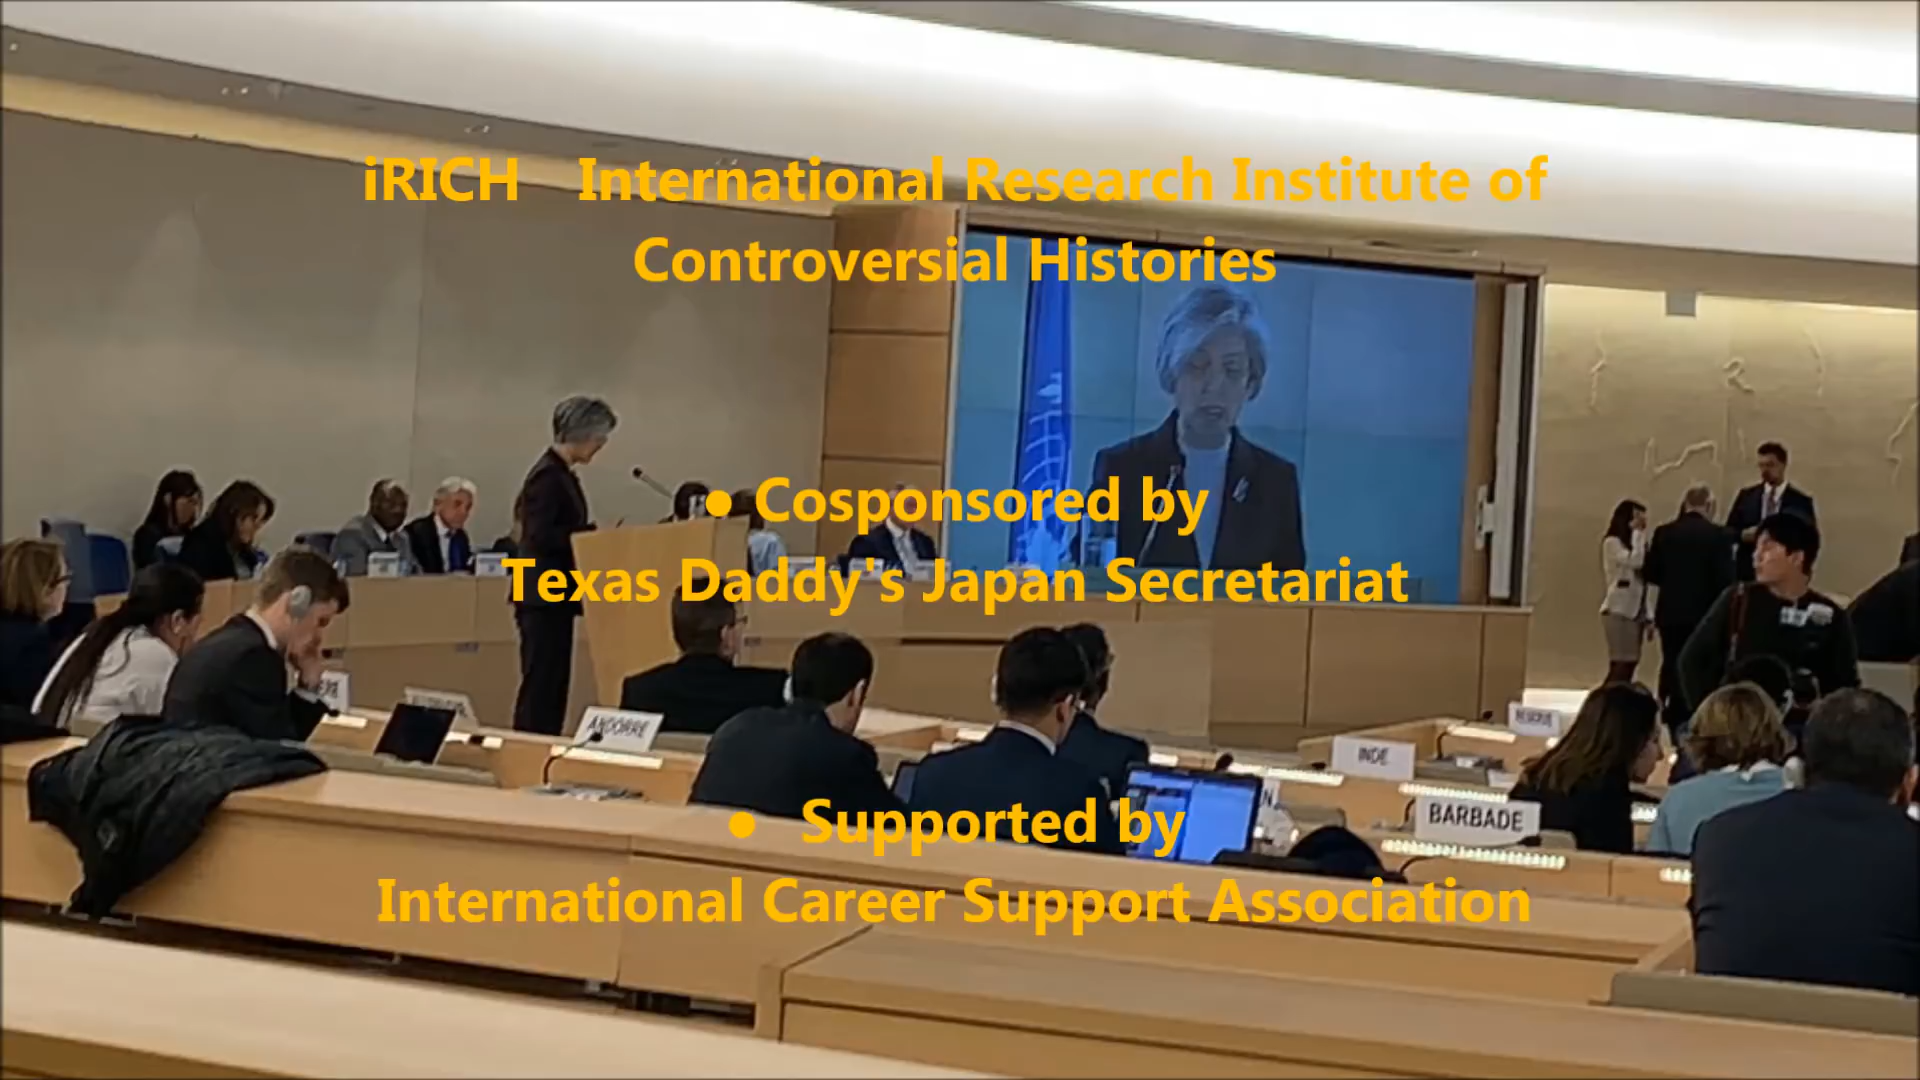 iRICH International Research Institute of
Controversial Histories
● Cosponsored by
Texas Daddy's Japan Secretariat
● Supported by
International Career Support Association
ANDORRE
INDE
BARBADE